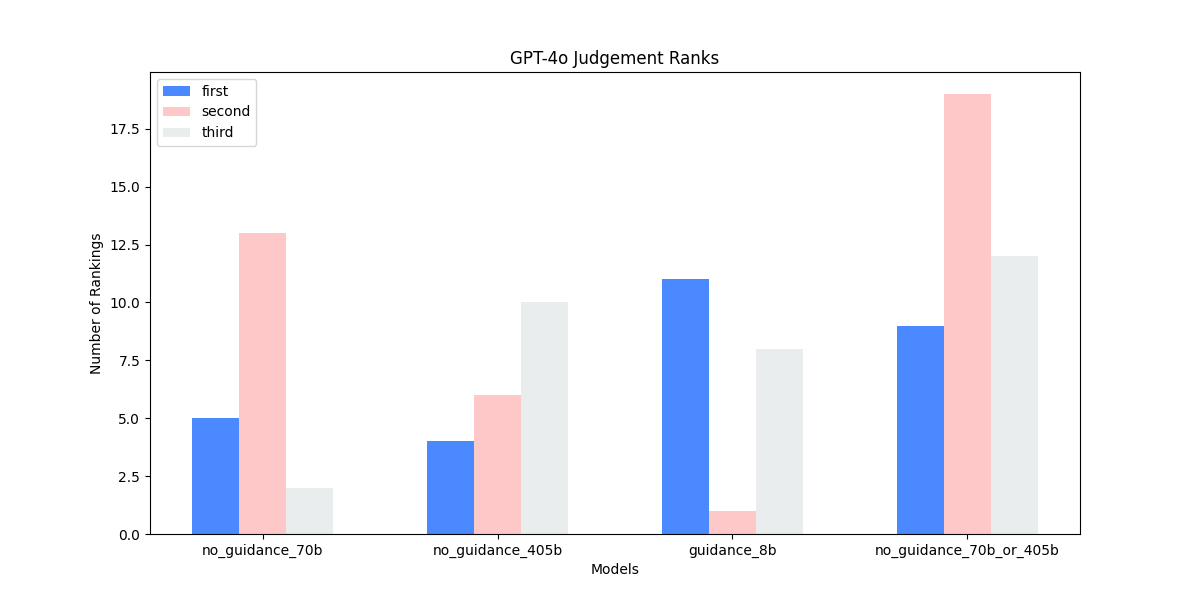 GPT-4o Judgement Ranks
first
second
third
17.5
15.0
12.5
10.0
7.5
5.0
2.5
0.0
Number of Rankings
no_guidance_70b no_guidance_405b guidance_8b no_guidance_70b_or_405b
Models